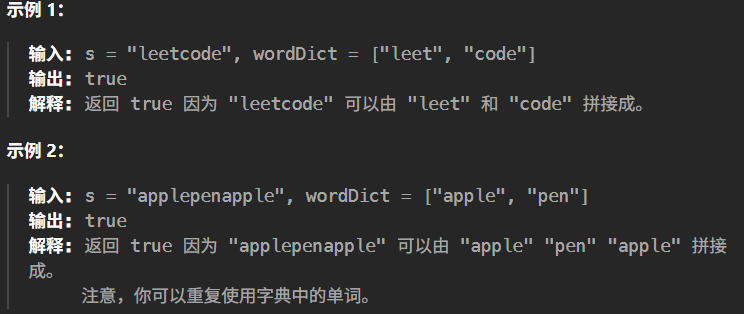 示例 1：
输入：s = "leetcode", wordDict = ["leet", "code"]
输出：true
解释：返回 true 因为 "leetcode" 可以由 "leet" 和 "code" 拼接成。
示例 2：
输入：s = "applepenapple", wordDict = ["apple", "pen"]
输出：true
解释：返回 true 因为 "applepenapple" 可以由 "apple" "pen" "apple" 拼接
成。
注意，你可以重复使用字典中的单词。